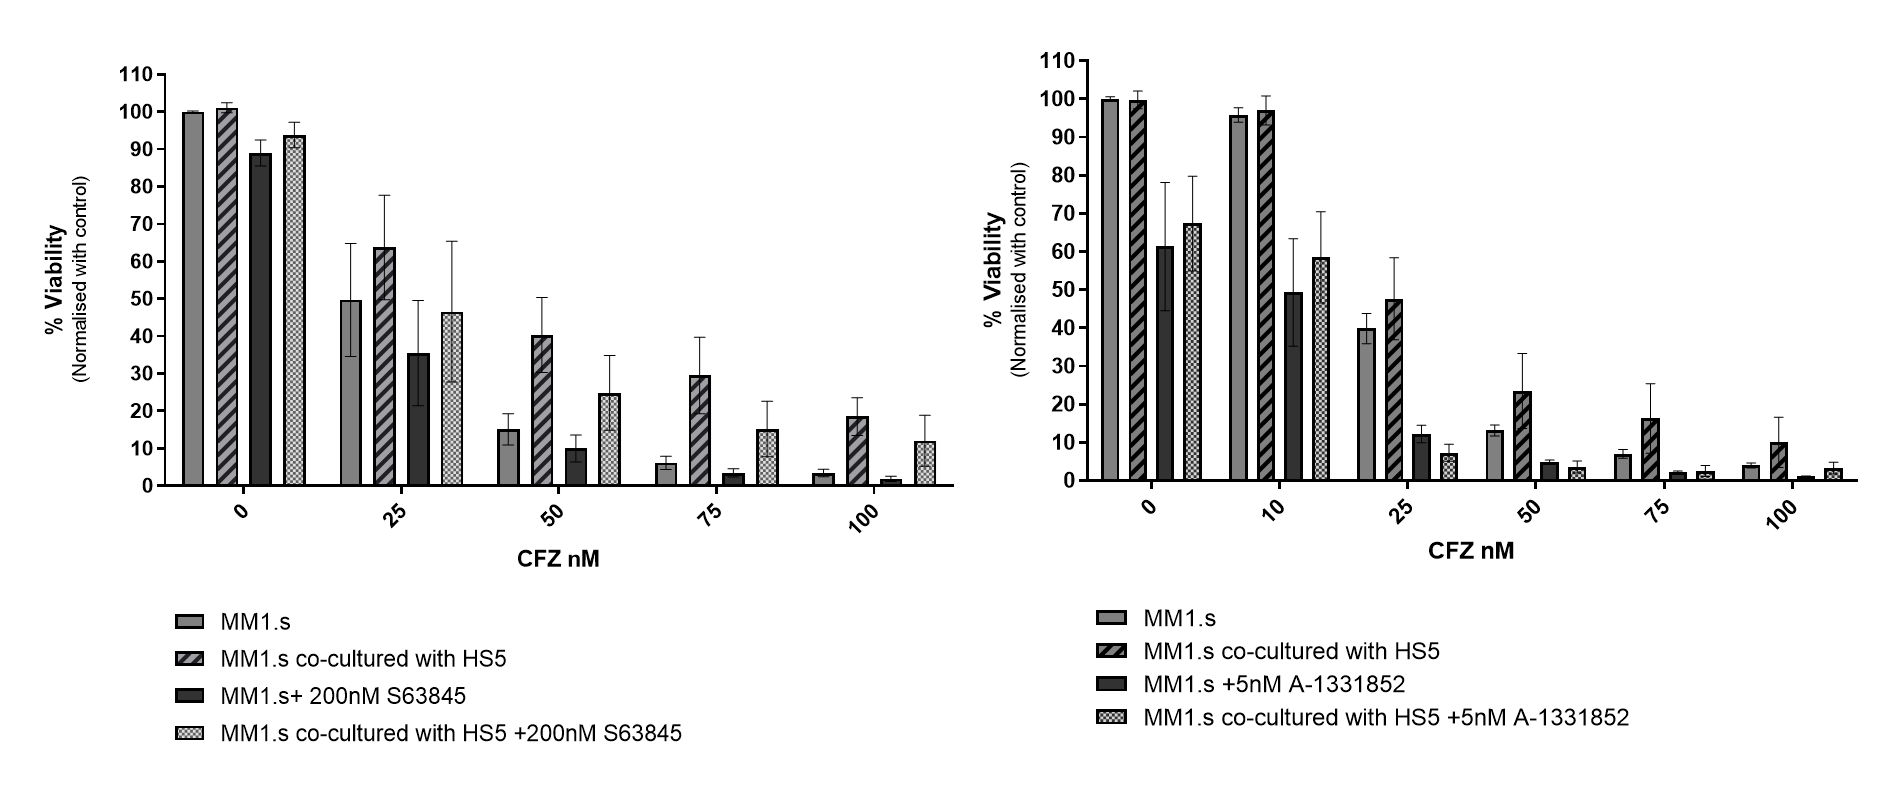 110
100
90
80
70
60
50
40
30
20
10
0
% Viability
(Normalised with control)
0
25
50
75
100
CFZ nM
MM1.s
MM1.s co-cultured with HS5
MM1.s+ 200nM S63845
MM1.s co-cultured with HS5 +200nM S63845
110
100
90
80
70
60
50
40
30
20
10
0
% Viability
(Normalised with control)
0
10
25
50
75
100
CFZ nM
MM1.s
MM1.s co-cultured with HS5
MM1.s +5nM A-1331852
MM1.s co-cultured with HS5 +5nM A-1331852